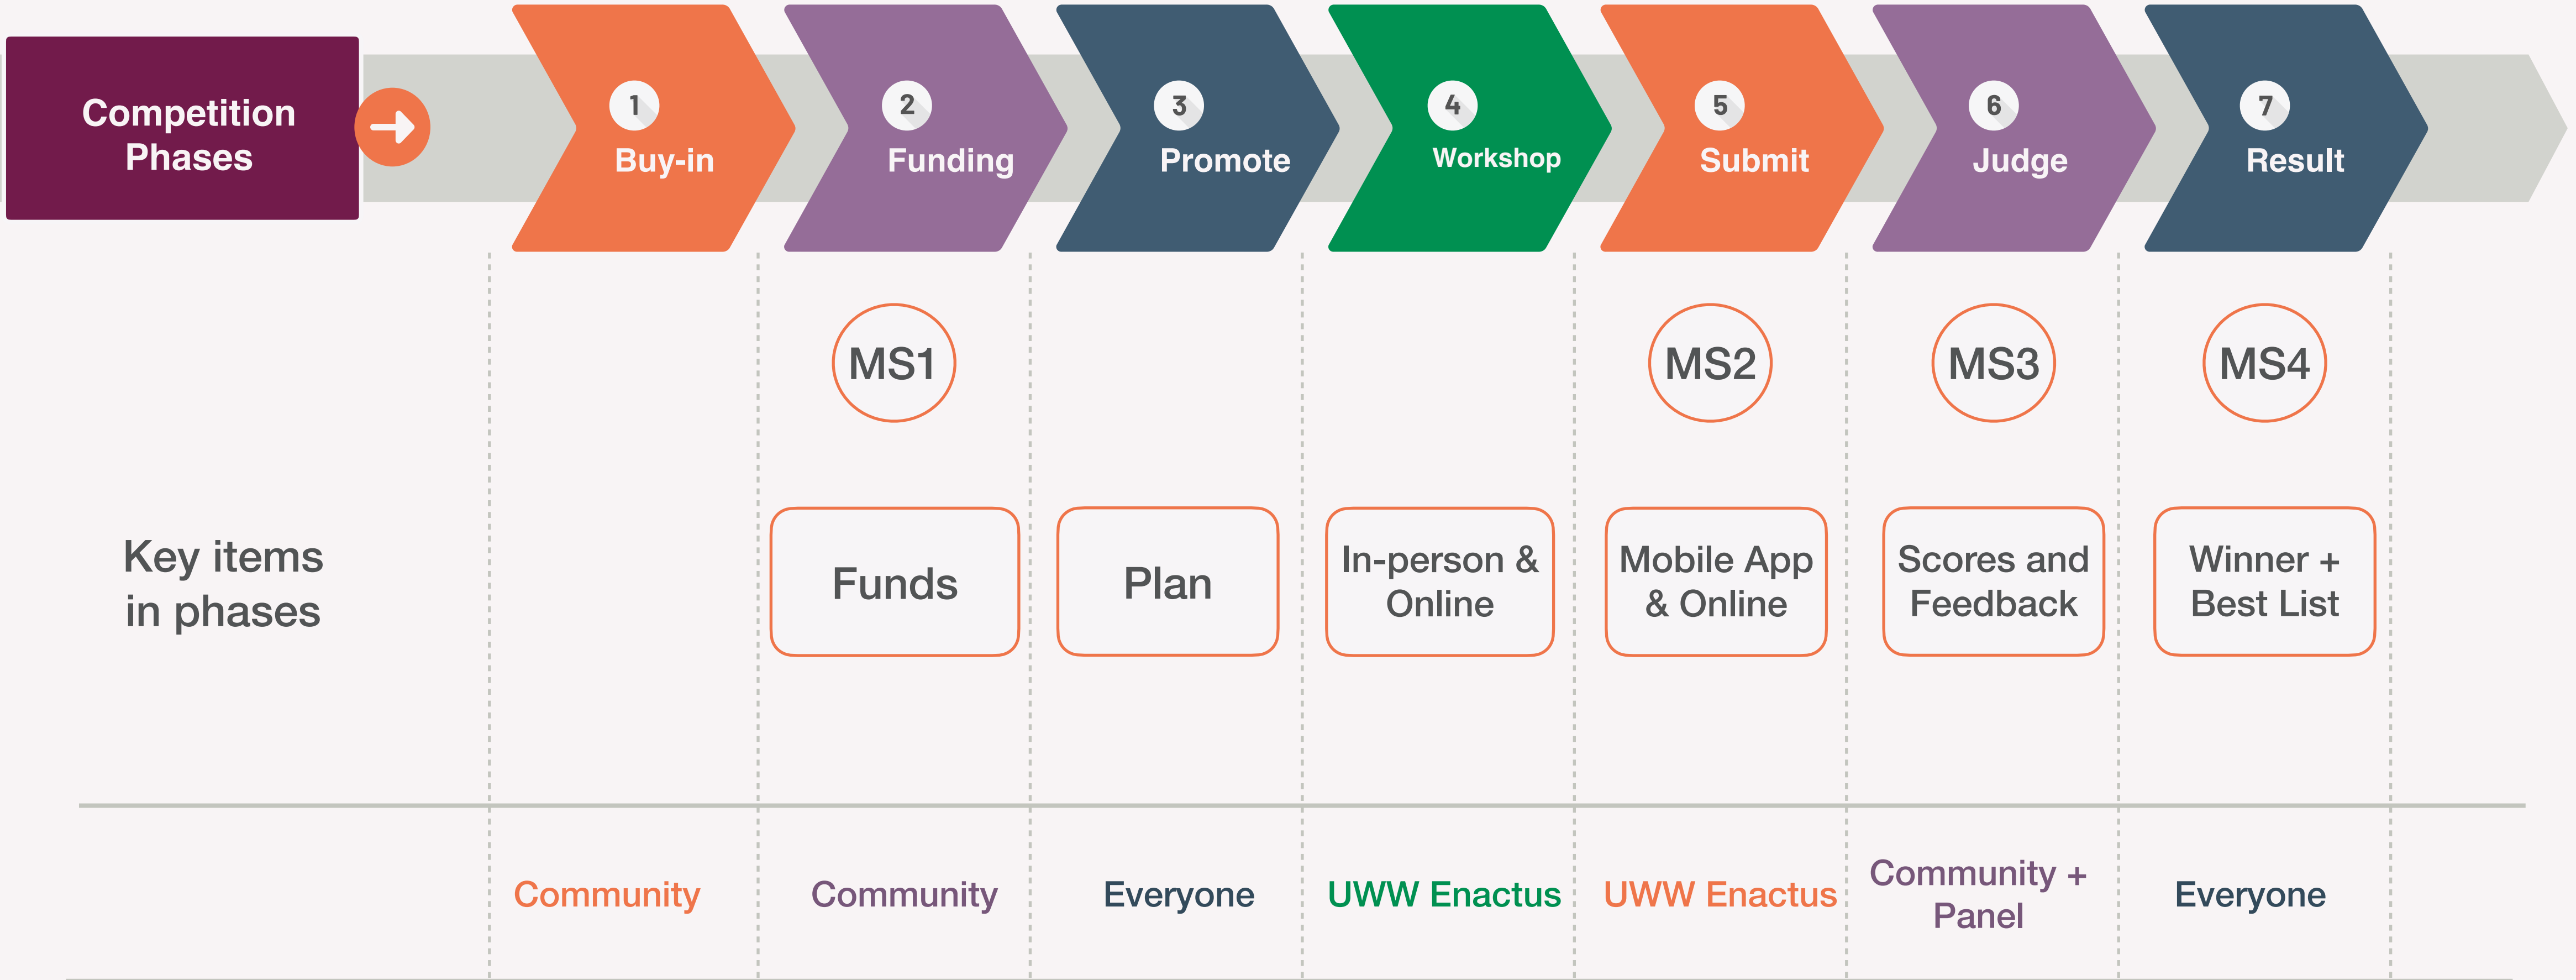 Competition
Phases
1
Buy-in
2
Funding
3
Promote
4
Workshop
5
Submit
6
Judge
7
Result
MS1
MS2
MS3
MS4
Key items
in phases
Funds
Plan
In-person &
Online
Mobile App
& Online
Scores and
Feedback
Winner +
Best List
Community
Community
Everyone
UWW Enactus
UWW Enactus
Community +
Panel
Everyone